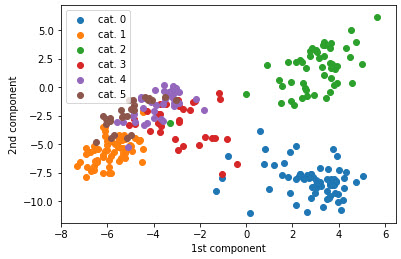 cat. 0
cat. 1
cat. 2
cat. 3
cat. 4
cat. 5
5.0
2.5
0.0
−2.5
−5.0
−7.5
−10.0
2nd component
−8 −6 −4 −2 0 2 4 6
1st component